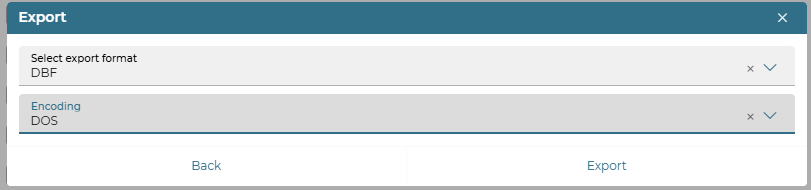 Export
Select export format
DBF
Encoding
DOS
Back
Export